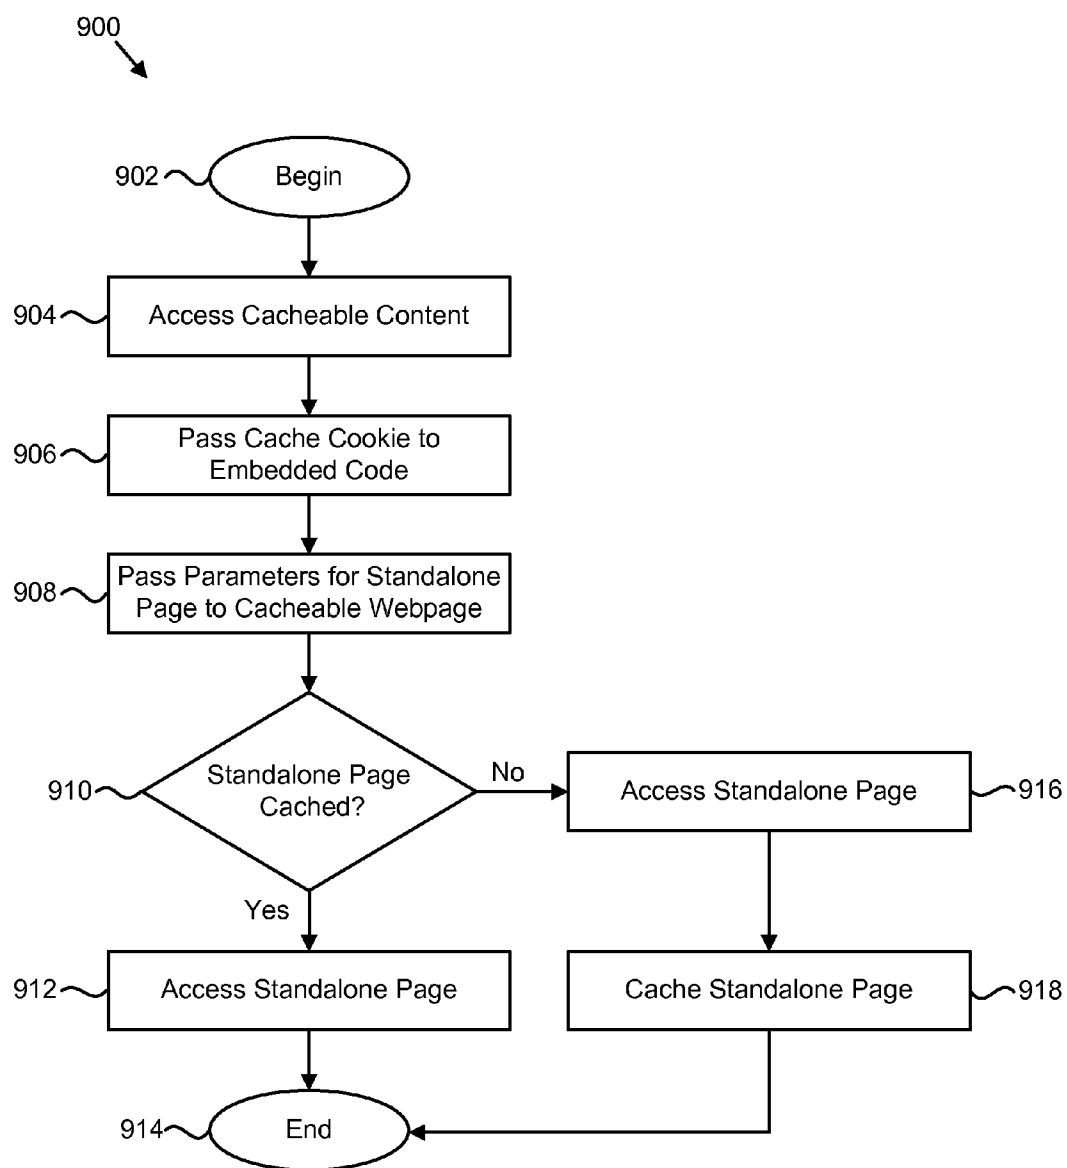 900
902
Begin
904
Access Cacheable Content
906
Pass Cache Cookie to
Embedded Code
908
Pass Parameters for Standalone
Page to Cacheable Webpage
910
Standalone Page
Cached?
No
Access Standalone Page
916
Yes
912
Access Standalone Page
Cache Standalone Page
918
914
End